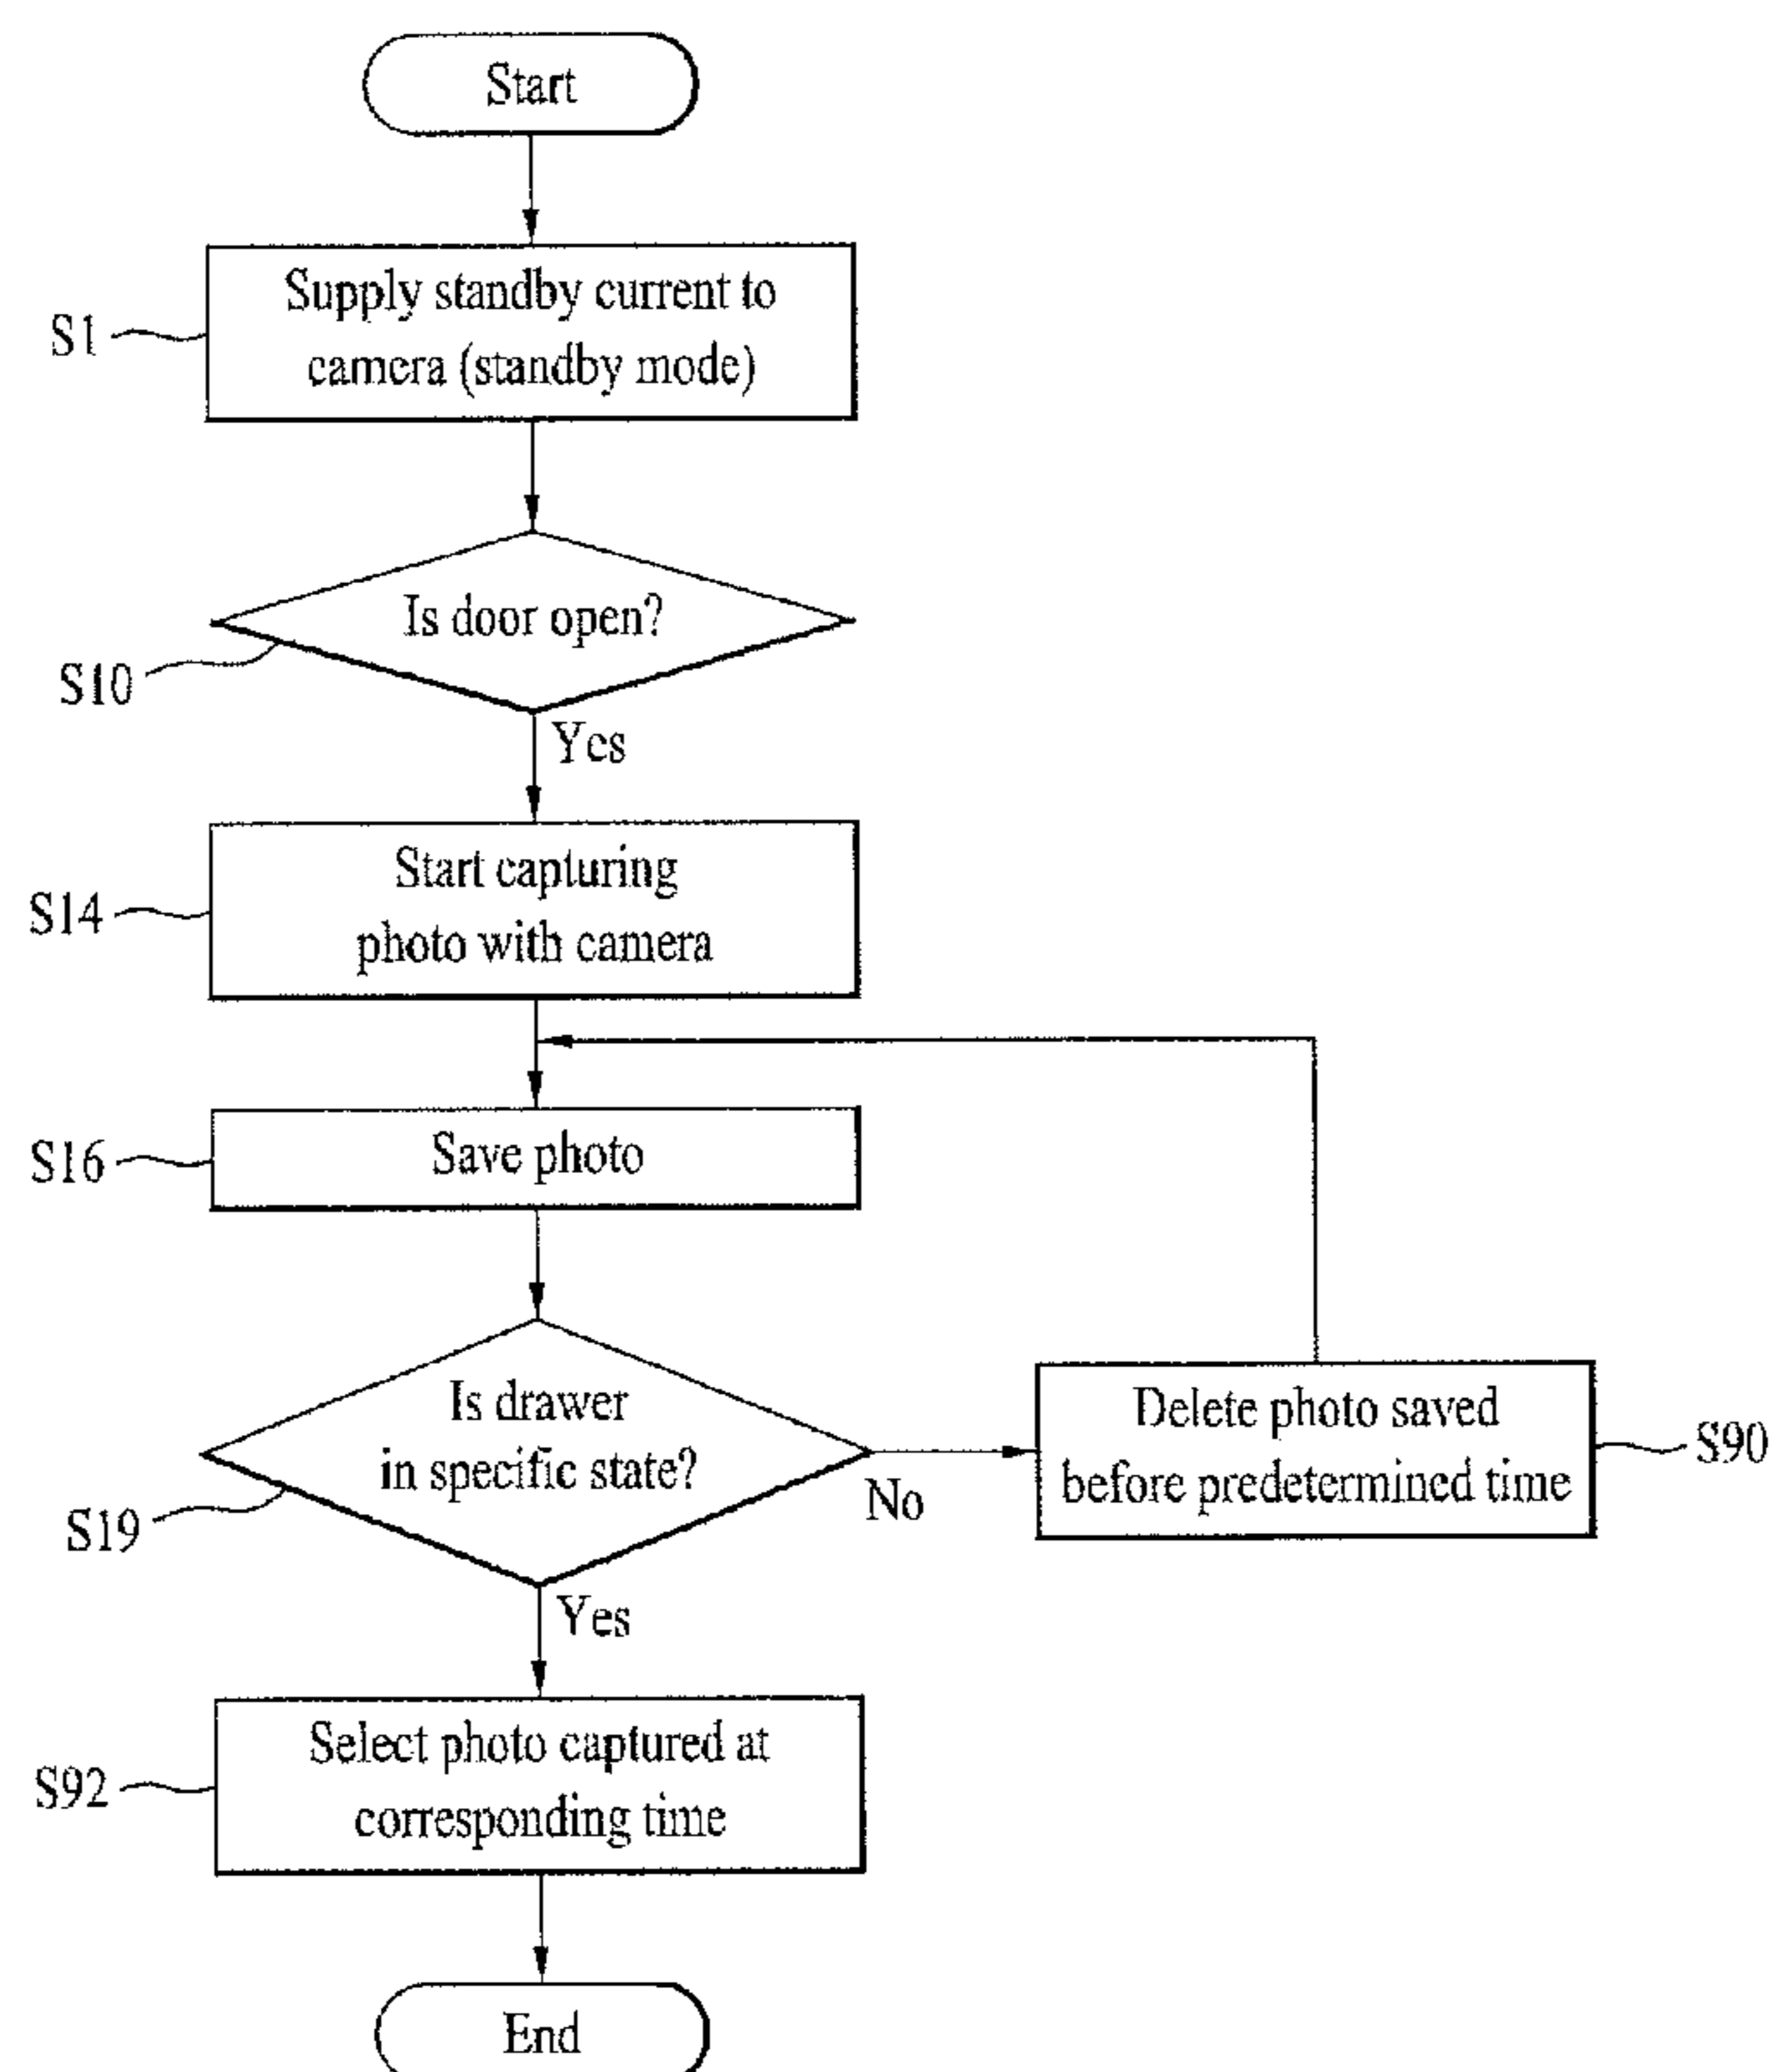 Start
Supply standby current to
camera (standby mode)
S1
Is door open?
S10
Yes
Start capturing
photo with camera
S14
Save photo
S16
Is drawer
in specific state?
S19
No
Delete photo saved
before predetermined time
S90
Yes
Select photo captured at
corresponding time
S92
End